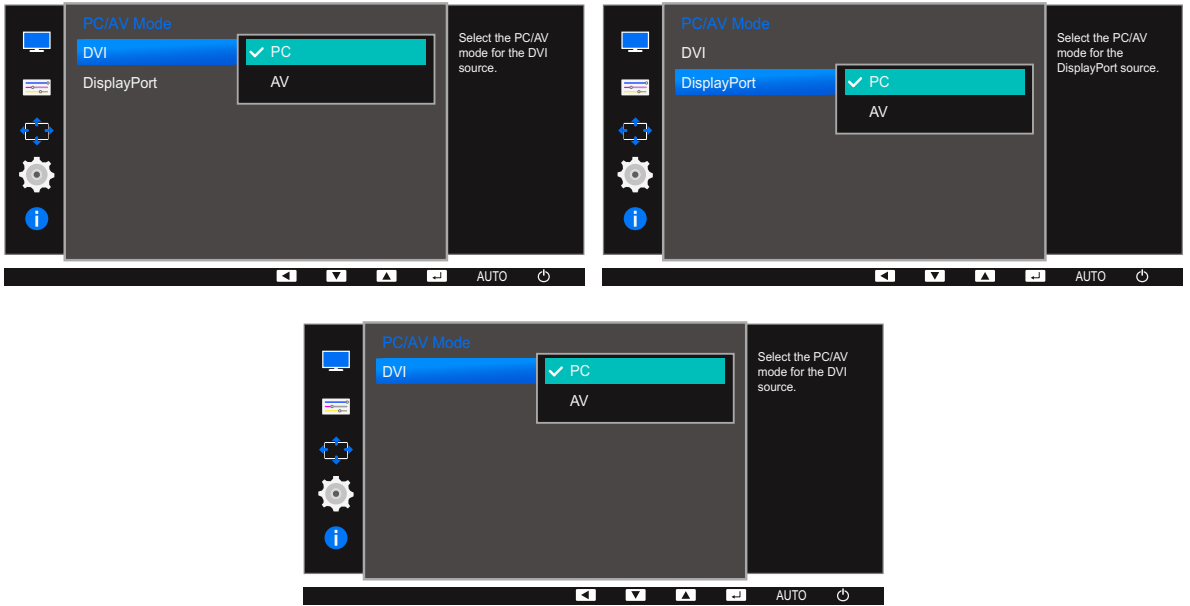 PC/AV Mode
DVI
PC
DisplayPort
AV
Select the PC/AV
mode for the DVI
source.
AUTO
PC/AV Mode
DVI
DisplayPort
PC
AV
Select the PC/AV
mode for the
DisplayPort source.
AUTO
PC/AV Mode
DVI
PC
AV
Select the PC/AV
mode for the DVI
source.
AUTO